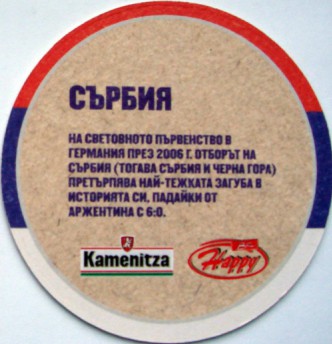 СЪРБИЯ
НА СВЕТОВНОТО ПЪРВЕНСТВО В
ГЕРМАНИЯ ПРЕЗ 2006 Г. ОТБОРЪТ НА
СЪРБИЯ (ТОГАВА СЪРБИЯ И ЧЕРНА ГОРА)
ПРЕТЪРПЯВА НАЙ-ТЕЖКАТА ЗАГУБА В
ИСТОРИЯТА СИ, ПАДАЙКИ ОТ
АРЖЕНТИНА С 6:0.
Kamenitza
Happy